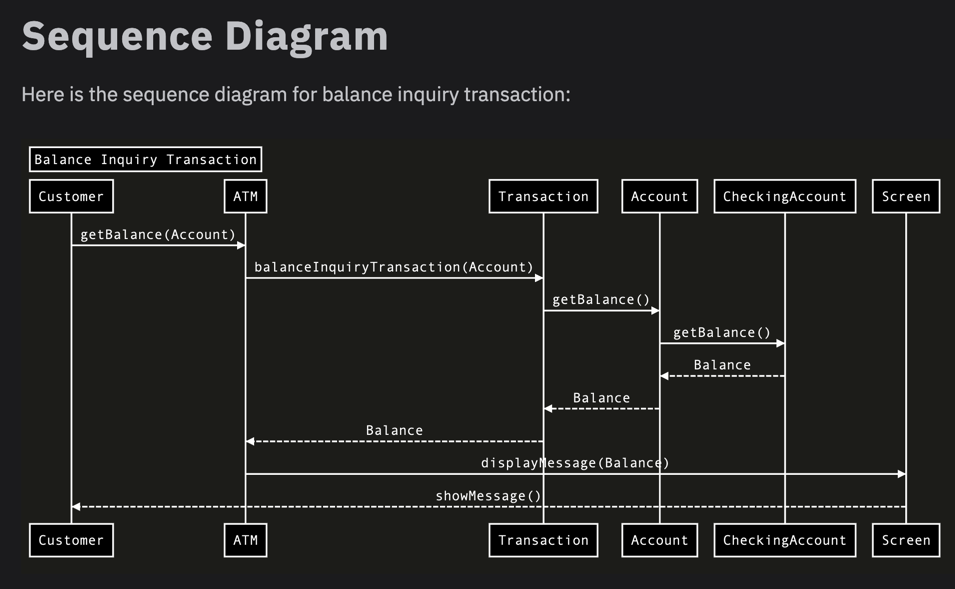 Sequence Diagram
Here is the sequence diagram for balance inquiry transaction:
Balance Inquiry Transaction
Customer ATM Transaction Account CheckingAccount Screen
getBalance(Account)
balanceInquiryTransaction(Account)
getBalance()
getBalance()
Balance
Balance
Balance
displayMessage(Balance)
showMessage()
Customer ATM Transaction Account CheckingAccount Screen